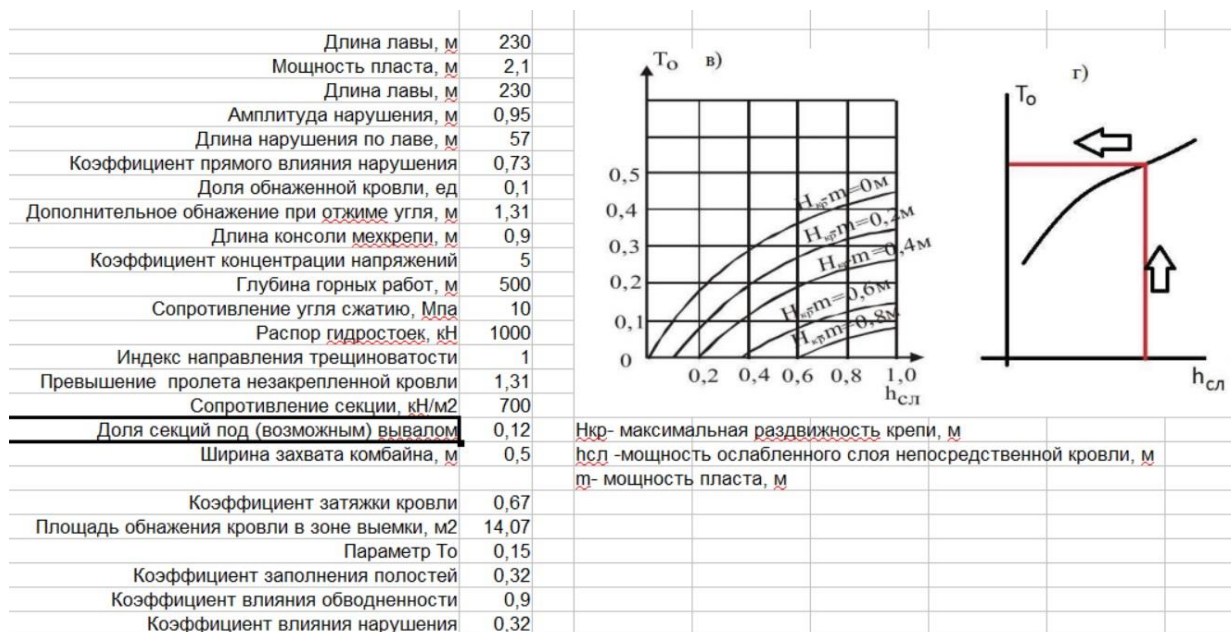 Длина лавы, м 230
Мощность пласта, м 2,1
Длина лавы, м 230
Амплитуда нарушения, м 0,95
Длина нарушения по лаве, м 57
Коэффициент прямого влияния нарушения 0,73
Доля обнаженной кровли, ед 0,1
Дополнительное обнажение при отжиме угля, м 1,31
Длина консоли мехкрепи, м 0,9
Коэффициент концентрации напряжений 5
Глубина горных работ, м 500
Сопротивление угля сжатию, Мпа 10
Распор гидростоек, кН 1000
Индекс направления трещиноватости 1
Превышение пролета незакрепленной кровли 1,31
Сопротивление секции, кН/м2 700
Доля секций под (возможным) вывалом 0,12
Ширина захвата комбайна, м 0,5
Коэффициент затяжки кровли 0,67
Площадь обнажения кровли в зоне выемки, м2 14,07
Параметр То 0,15
Коэффициент заполнения полостей 0,32
Коэффициент влияния обводненности 0,9
Коэффициент влияния нарушения 0,32
То в)
0,5
0,4
0,3
0,2
0,1
0
Нкр-m=0м
Нкр-m=0,2м
Нкр-m=0,4м
Нкр-m=0,6м
Нкр-m=0,8м
0,2 0,4 0,6 0,8 1,0
hсл
г)
То
hсл
Нкр- максимальная раздвижность крепи, м
hсл -мощность ослабленного слоя непосредственной кровли, м
m- мощность пласта, м